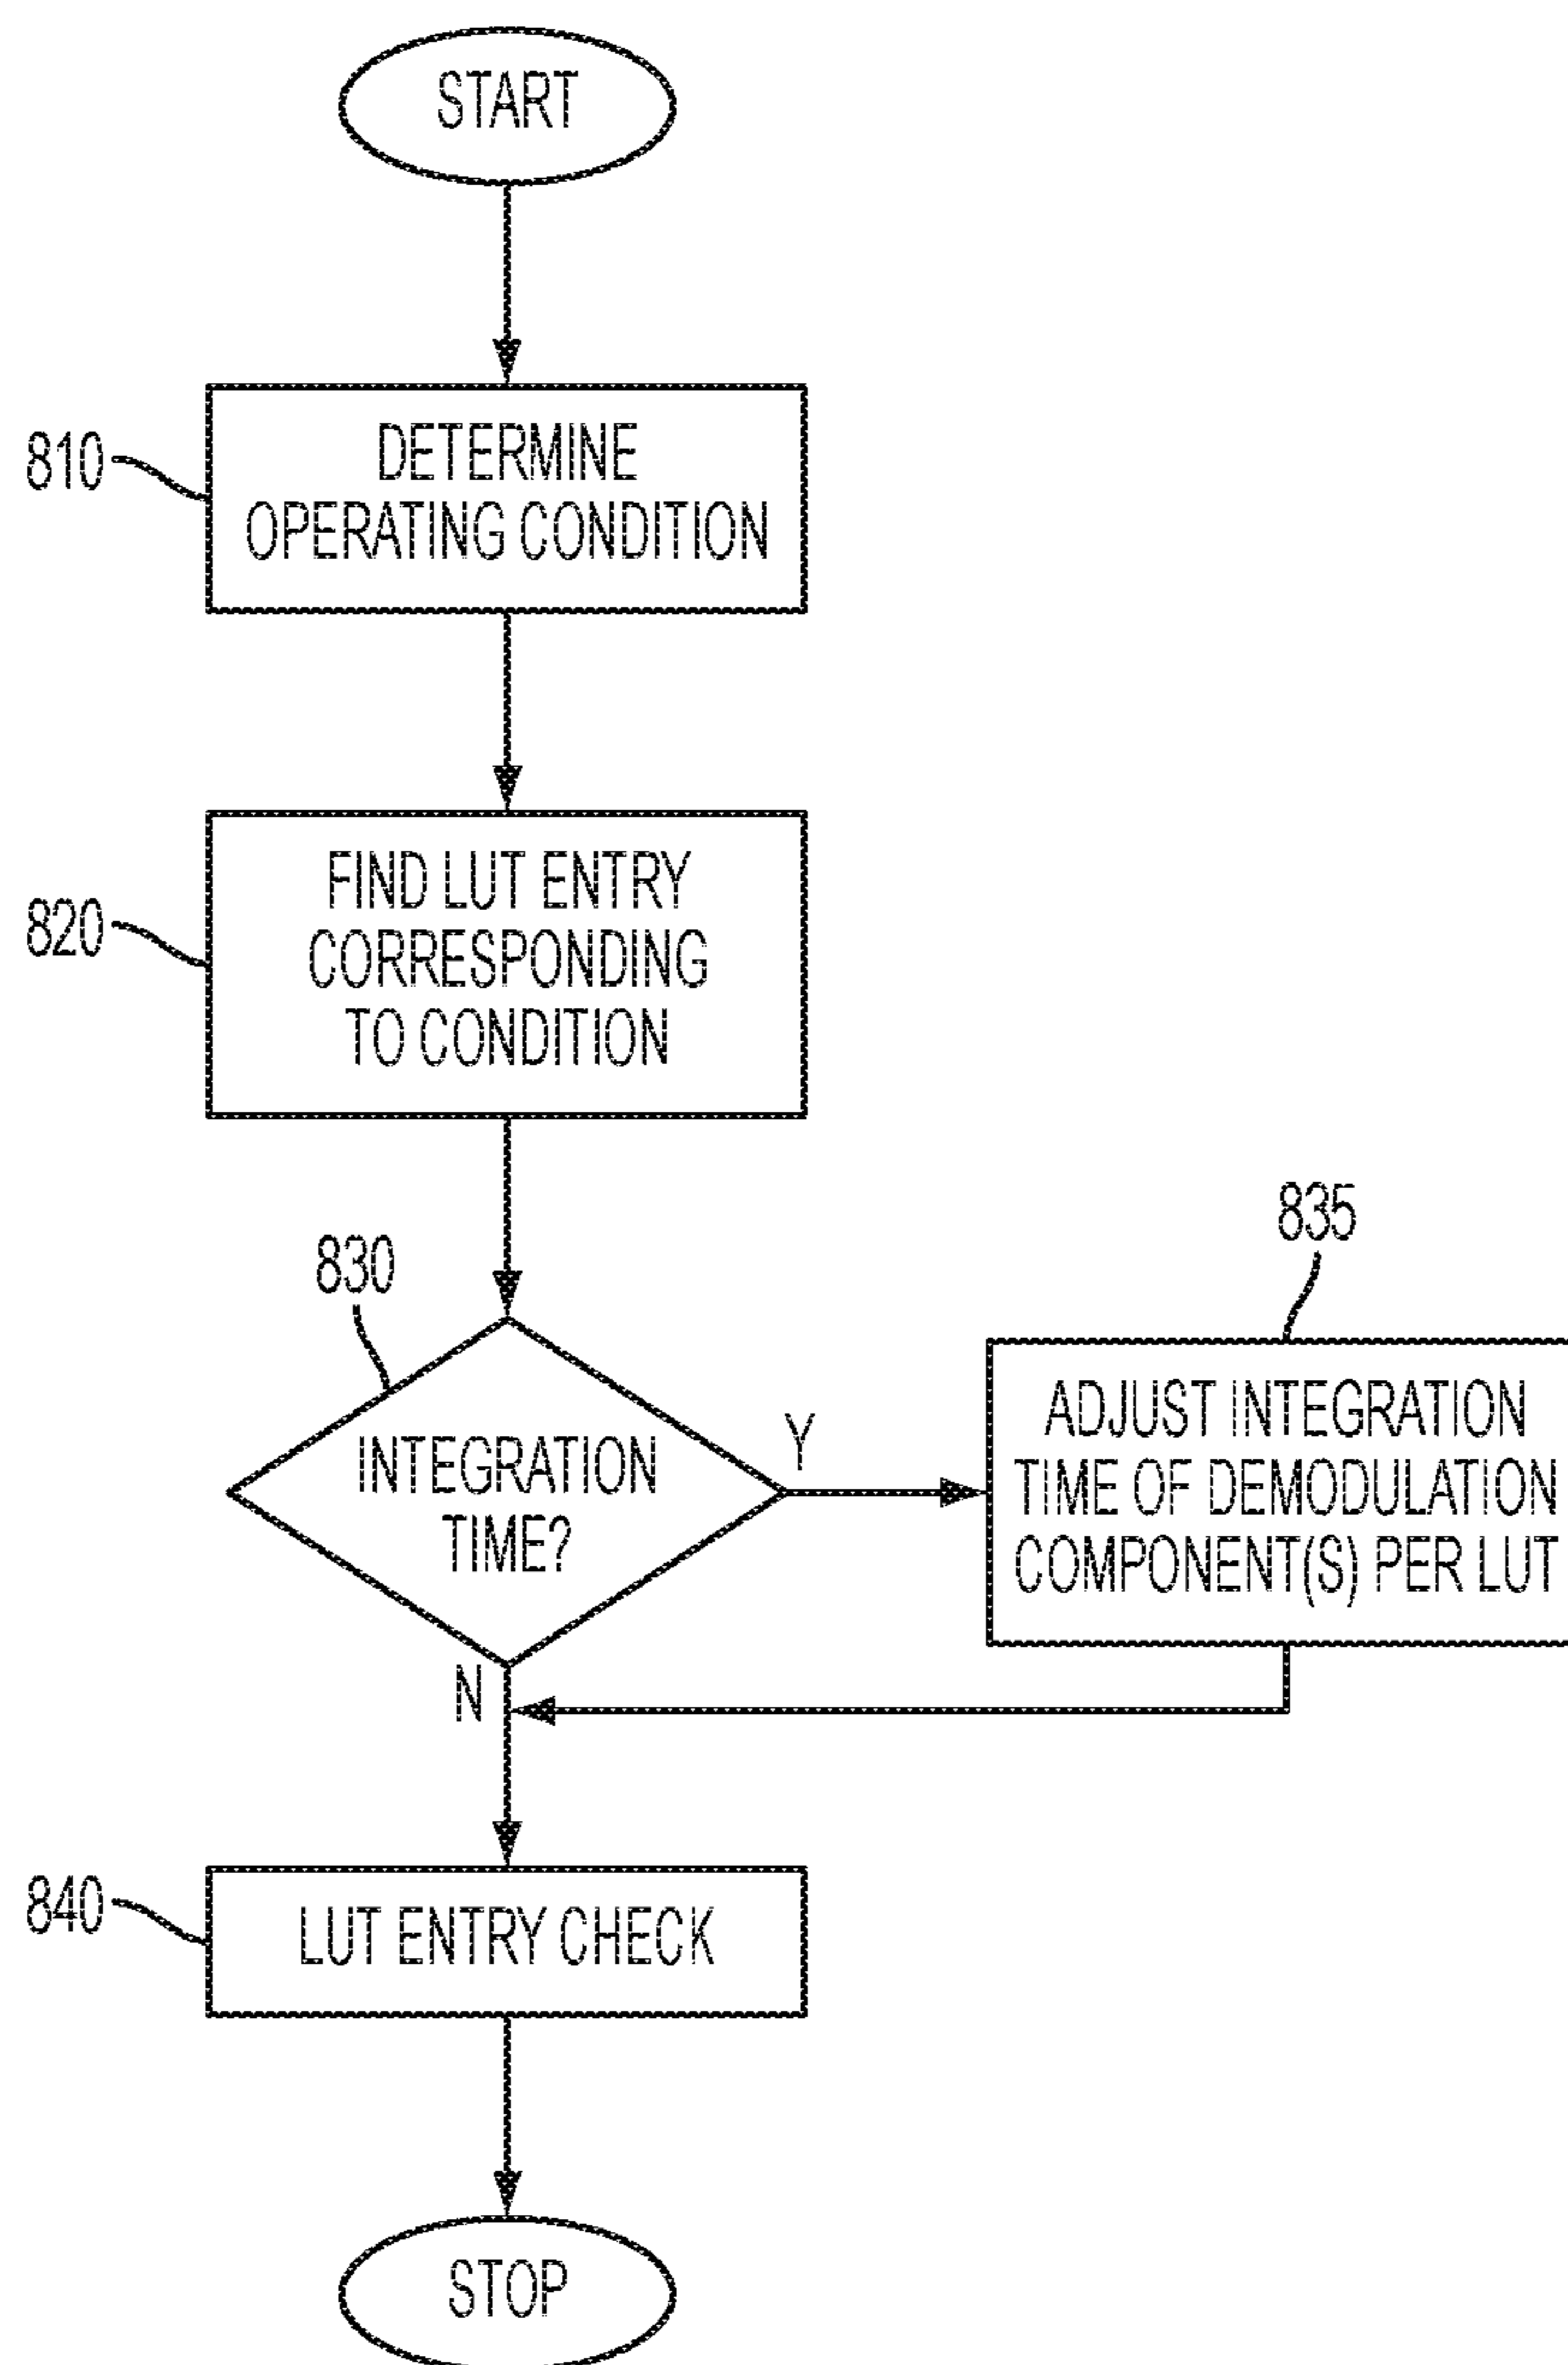 START
810
DETERMINE
OPERATING CONDITION
820
FIND LUT ENTRY
CORRESPONDING
TO CONDITION
830
INTEGRATION
TIME?
Y
835
ADJUST INTEGRATION
TIME OF DEMODULATION
COMPONENT(S) PER LUT
N
840
LUT ENTRY CHECK
STOP